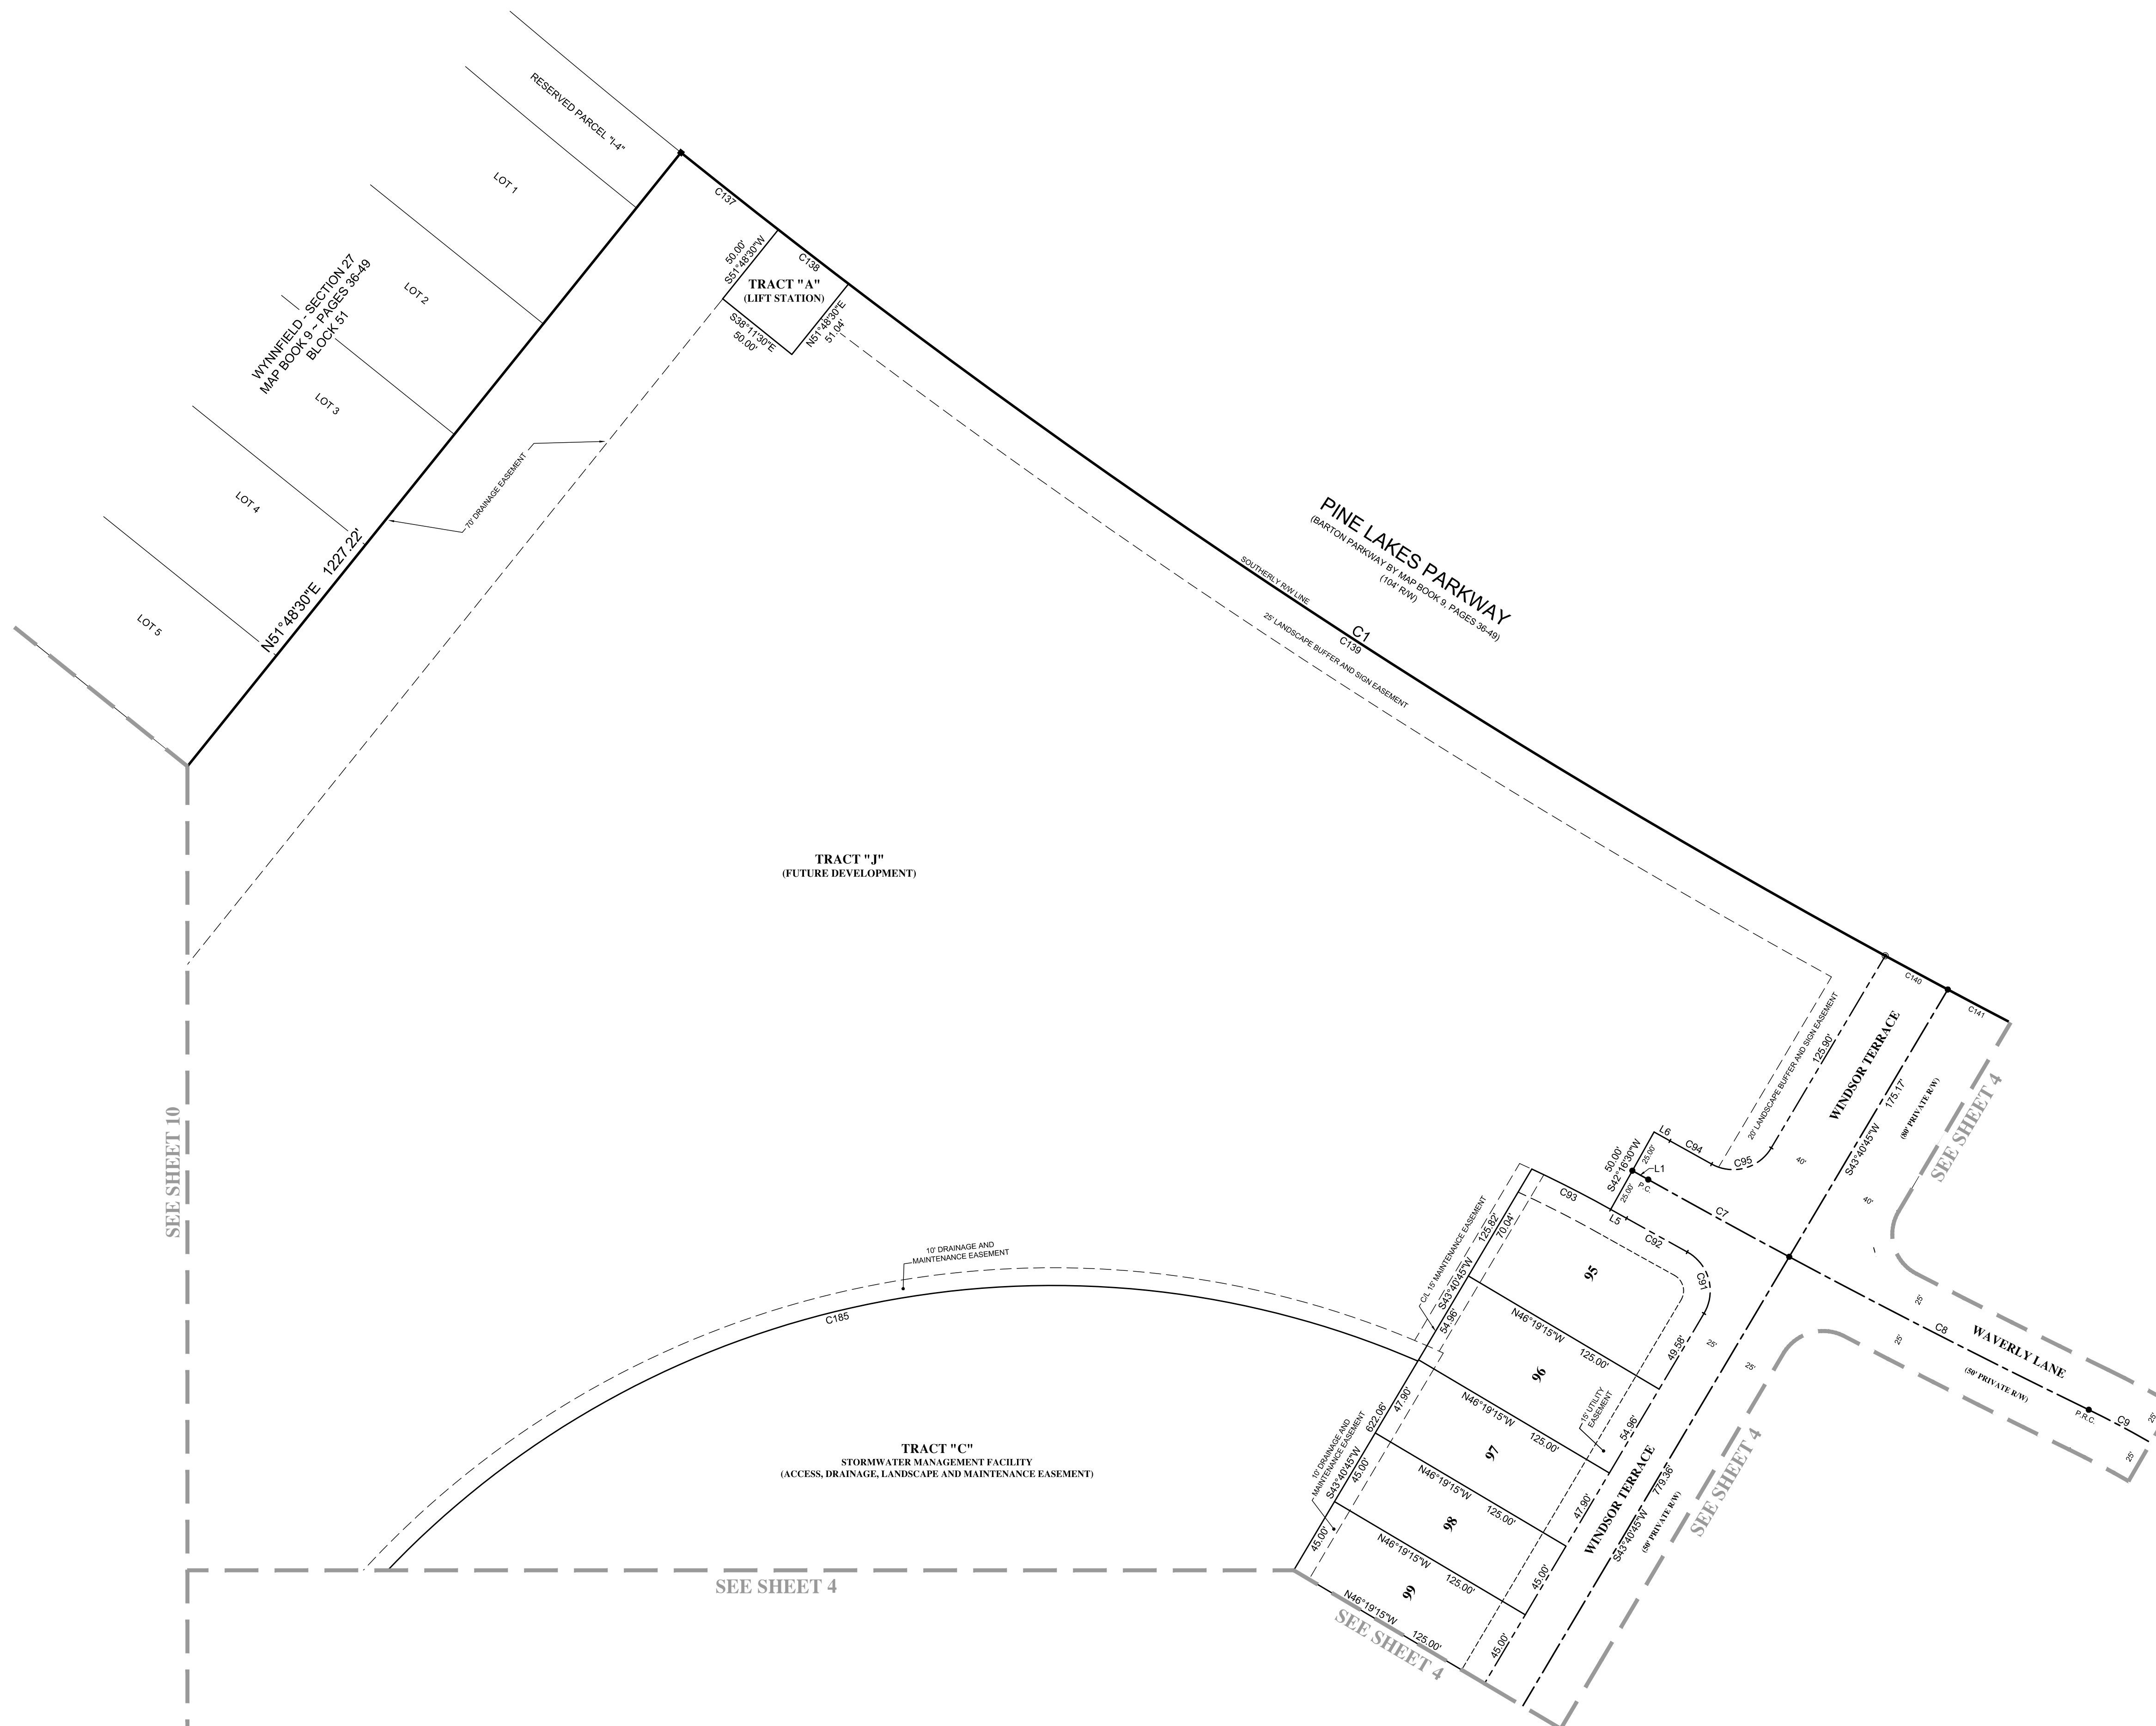 RESERVED PARCEL "I-4"
LOT 1
LOT 2
LOT 3
LOT 4
LOT 5
WYNNFIELD - SECTION 27
MAP BOOK 9 ~ PAGES 36-49
BLOCK 51
N51°48'30"E 1227.22'
70' DRAINAGE EASEMENT
C137
50.00'
S51°48'30"W
C138
TRACT "A"
(LIFT STATION)
S38°11'30"E
50.00'
N51°48'30"E
51.04'
PINE LAKES PARKWAY
(BARTON PARKWAY BY MAP BOOK 9, PAGES 36-49)
(104' R/W)
SOUTHERLY R/W LINE
C1
C139
25' LANDSCAPE BUFFER AND SIGN EASEMENT
TRACT "J"
(FUTURE DEVELOPMENT)
C140
C141
20' LANDSCAPE BUFFER AND SIGN EASEMENT
125.90'
WINDSOR TERRACE
S43°40'45"W 175.17'
(80' PRIVATE R/W)
SEE SHEET 4
40'
40'
L6
C94
C95
50.00'
S42°16'30"W
25.00'
25.00'
L1
P.C.
C7
C93
L5
C92
C91
SEE SHEET 10
10' DRAINAGE AND
MAINTENANCE EASEMENT
C185
C/L 15' MAINTENANCE EASEMENT
S43°40'45"W 125.82'
70.04'
54.96'
95
N46°19'15"W 125.00'
49.58'
25'
25'
96
N46°19'15"W 125.00'
15' UTILITY
EASEMENT
54.96'
25'
25'
C8
WAVERLY LANE
(50' PRIVATE R/W)
P.R.C.
C9
25'
25'
10' DRAINAGE AND
MAINTENANCE EASEMENT
S43°40'45"W 622.06'
47.90'
97
N46°19'15"W 125.00'
47.90'
45.00'
98
N46°19'15"W 125.00'
45.00'
45.00'
99
N46°19'15"W 125.00'
45.00'
WINDSOR TERRACE
S43°40'45"W 779.36'
(50' PRIVATE R/W)
SEE SHEET 4
TRACT "C"
STORMWATER MANAGEMENT FACILITY
(ACCESS, DRAINAGE, LANDSCAPE AND MAINTENANCE EASEMENT)
SEE SHEET 4
SEE SHEET 4